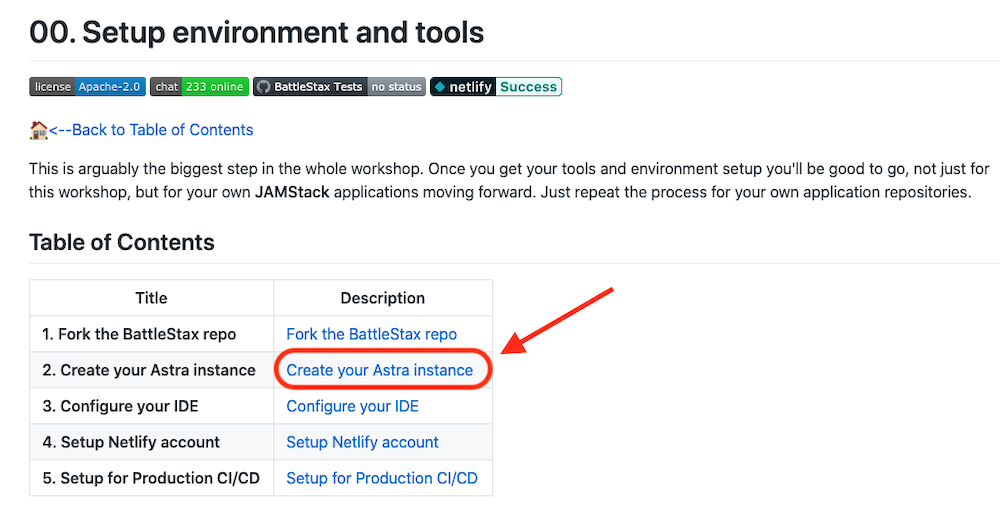 00. Setup environment and tools
license Apache-2.0 chat 233 online BattleStax Tests no status netlify Success
<--Back to Table of Contents
This is arguably the biggest step in the whole workshop. Once you get your tools and environment setup you'll be good to go, not just for
this workshop, but for your own JAMStack applications moving forward. Just repeat the process for your own application repositories.
Table of Contents
Title Description
1. Fork the BattleStax repo Fork the BattleStax repo
2. Create your Astra instance Create your Astra instance
3. Configure your IDE Configure your IDE
4. Setup Netlify account Setup Netlify account
5. Setup for Production CI/CD Setup for Production CI/CD